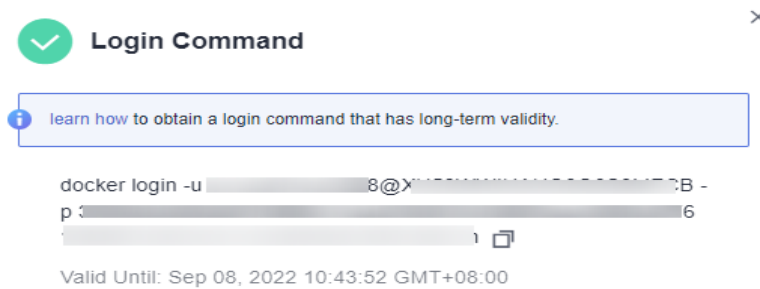 Login Command
learn how to obtain a login command that has long-term validity.
docker login -u 8@X CB -
p 6
Valid Until: Sep 08, 2022 10:43:52 GMT+08:00